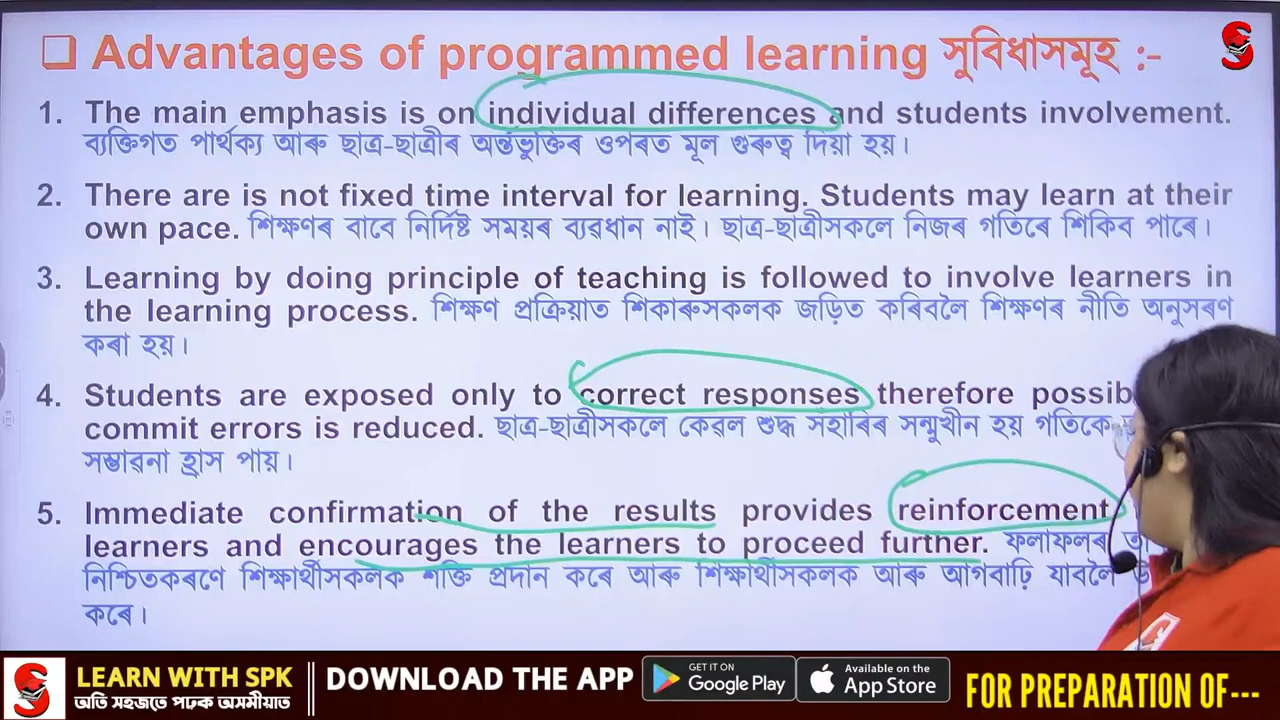 ❑ Advantages of programmed learning সুবিধাসমূহ :-
1. The main emphasis is on individual differences and students involvement.
ব্যক্তিগত পাৰ্থক্য আৰু ছাত্ৰ-ছাত্ৰীৰ অৰ্ন্তভুক্তিৰ ওপৰত মূল গুৰুত্ব দিয়া হয়।
2. There are is not fixed time interval for learning. Students may learn at their
own pace. শিক্ষণৰ বাবে নিৰ্দিষ্ট সময়ৰ ব্যৱধান নাই। ছাত্ৰ-ছাত্ৰীসকলে নিজৰ গতিৰে শিকিব পাৰে।
3. Learning by doing principle of teaching is followed to involve learners in
the learning process. শিক্ষণ প্ৰক্ৰিয়াত শিকাৰুসকলক জড়িত কৰিবলৈ শিক্ষণৰ নীতি অনুসৰণ
কৰা হয়।
4. Students are exposed only to correct responses therefore
commit errors is reduced. ছাত্ৰ-ছাত্ৰীসকলে কেৱল শুদ্ধ সঁহাৰিৰ সন্মুখীন হয় গতিকে
সম্ভাৱনা হ্ৰাস পায়।
5. Immediate confirmation of the results provides reinforcement
learners and encourages the learners to proceed further. ফলাফলৰ
নিশ্চিতকৰণে শিক্ষাৰ্থীসকলক শক্তি প্ৰদান কৰে আৰু শিক্ষাৰ্থীসকলক আৰু আগবাঢ়ি যাবলৈ
কৰে।
LEARN WITH SPK
অতি সহজতে পঢ়ক অসমীয়াত
DOWNLOAD THE APP
GET IT ON
Google Play
Available on the
App Store
FOR PREPARATION OF---